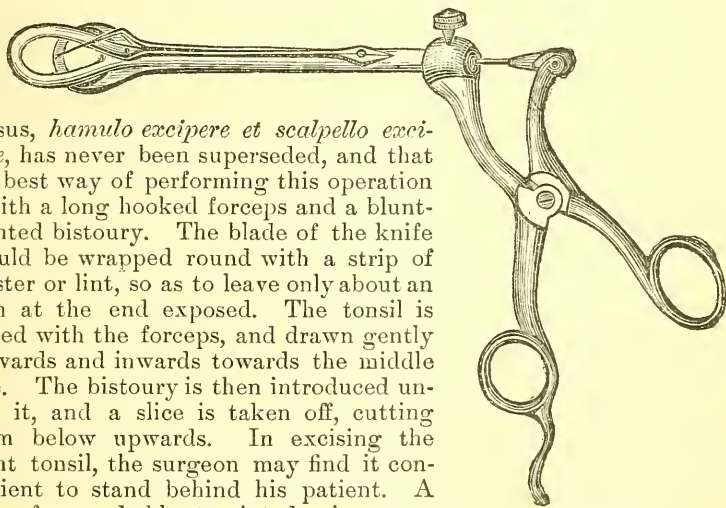 sus, hamulo excipere et scalpello exci-
, has never been superseded, and that
best way of performing this operation
ith a long hooked forceps and a blunt-
nted bistoury. The blade of the knife
uld be wrapped round with a strip of
ster or lint, so as to leave only about an
at the end exposed. The tonsil is
ed with the forceps, and drawn gently
wards and inwards towards the middle
The bistoury is then introduced un-
it, and a slice is taken off, cutting
m below upwards. In excising the
nt tonsil, the surgeon may find it con-
ient to stand behind his patient. A